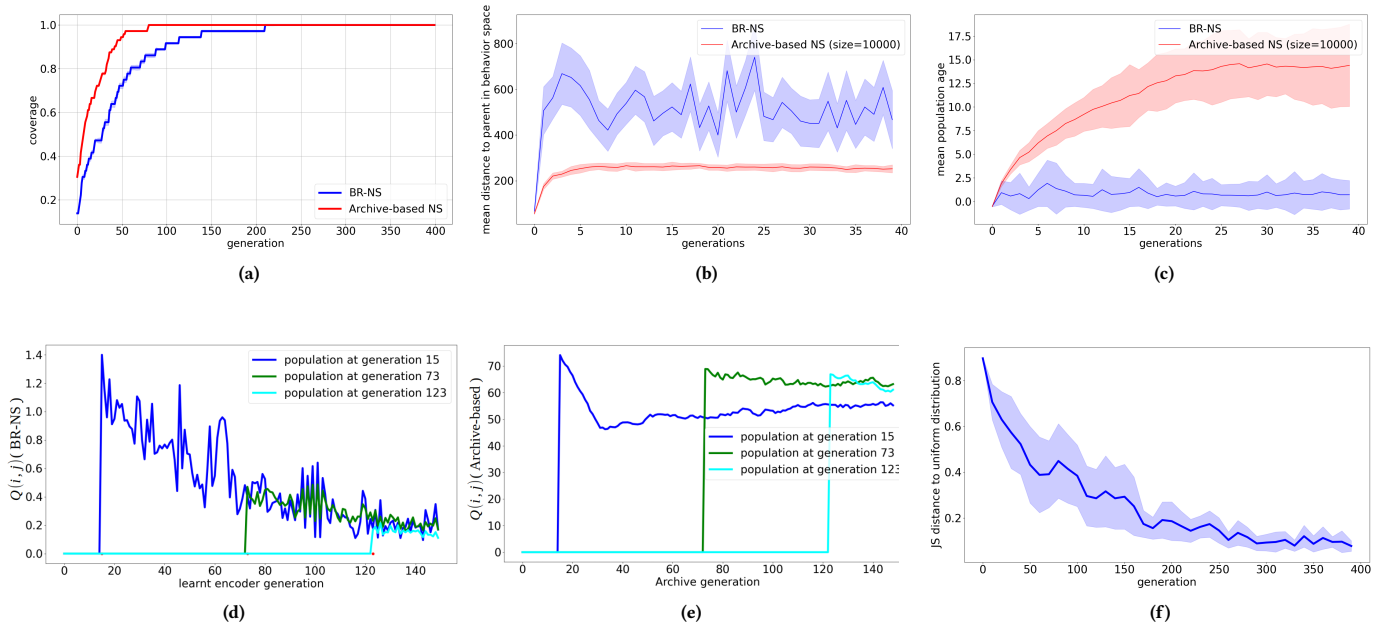 1.0
0.8
0.6
0.4
0.2
coverage
0 50 100 150 200 250 300 350 400
generation
BR-NS
Archive-based NS
(a)
800
600
400
200
mean distance to parent in behavior space
0 5 10 15 20 25 30 35 40
generations
BR-NS
Archive-based NS (size=10000)
(b)
17.5
15.0
12.5
10.0
7.5
5.0
2.5
0.0
mean population age
0 5 10 15 20 25 30 35 40
generations
BR-NS
Archive-based NS (size=10000)
(c)
1.4
1.2
1.0
0.8
0.6
0.4
0.2
0.0
Q(i, j)( BR-NS )
0 20 40 60 80 100 120 140
learnt encoder generation
population at generation 15
population at generation 73
population at generation 123
(d)
70
60
50
40
30
20
10
0
Q(i, j)( Archive-based )
0 20 40 60 80 100 120 140
Archive generation
population at generation 15
population at generation 73
population at generation 123
(e)
0.8
0.6
0.4
0.2
JS distance to uniform distribution
0 50 100 150 200 250 300 350 400
generation
(f)